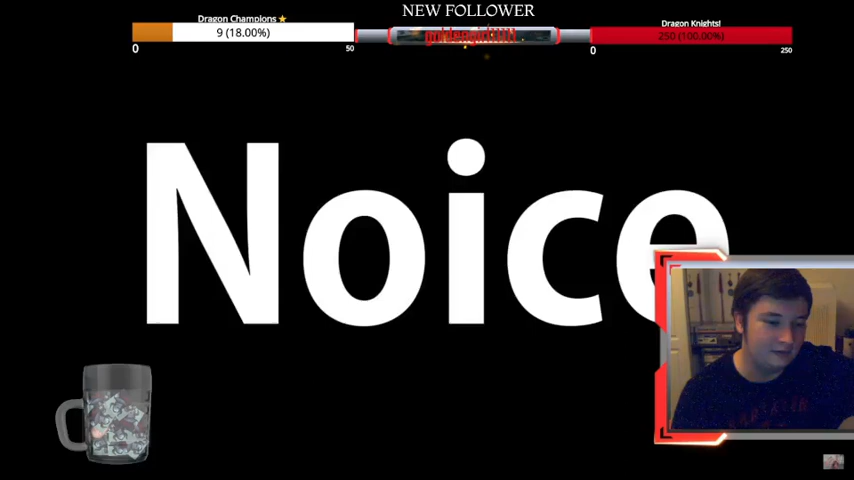 NEW FOLLOWER
Dragon Champions
Dragon Knights!
9 (18.00%)
250 (100.00%)
0
50
0
250
Noice